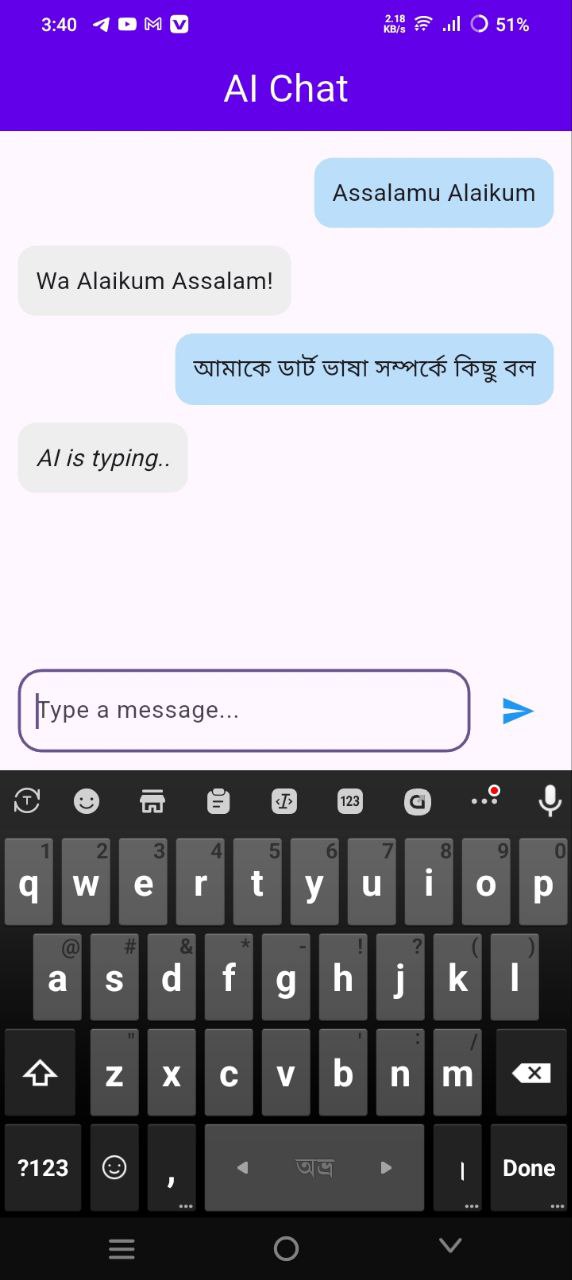 3:40 2.18 KB/s 51%
AI Chat
Assalamu Alaikum
Wa Alaikum Assalam!
আমাকে ডার্ট ভাষা সম্পর্কে কিছু বল
AI is typing..
Type a message...
T 123
1 2 3 4 5 6 7 8 9 0
q w e r t y u i o p
@ # & * - ! ? ( )
a s d f g h j k l
" ' : /
z x c v b n m
?123 , অভ্র । Done